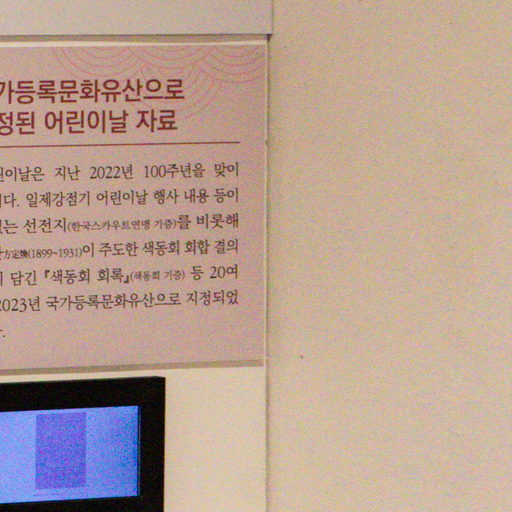 가등록문화유산으로
정된 어린이날 자료
이날은 지난 2022년 100주년을 맞이
다. 일제강점기 어린이날 행사 내용 등이
는 선전지(한국스카우트연맹 기증)를 비롯해
方定煥(1899~1931)이 주도한 색동회 회합 결의
담긴 『색동회 회록』(색동회 기증) 등 20여
2023년 국가등록문화유산으로 지정되었
.